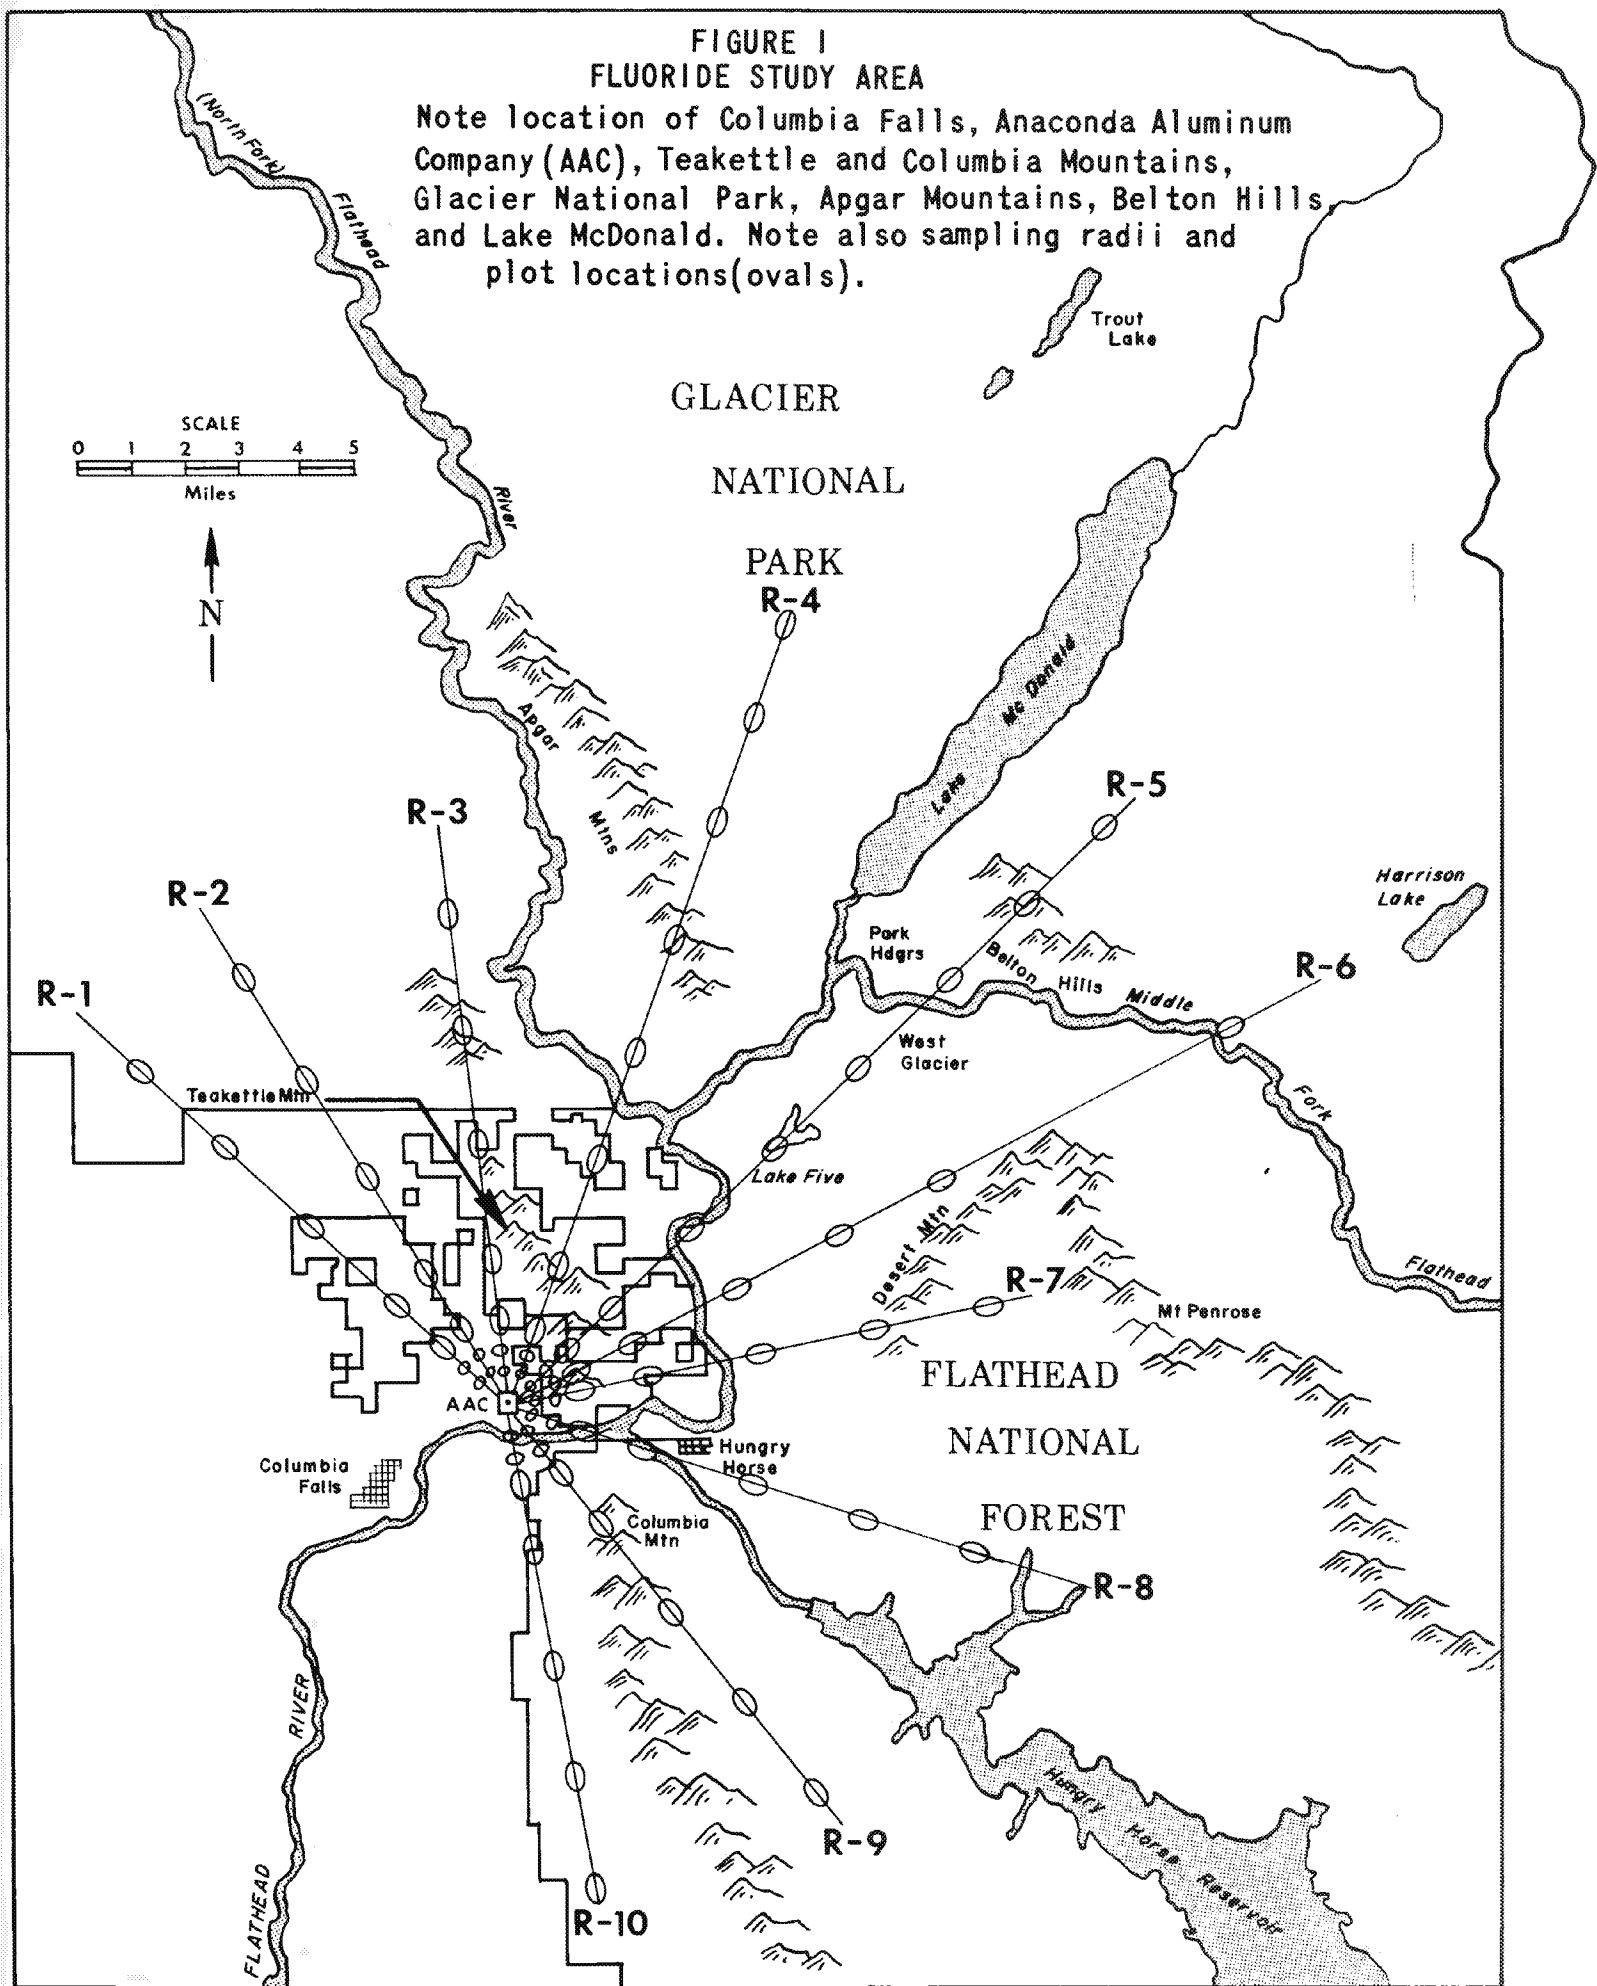 FIGURE 1
FLUORIDE STUDY AREA
Note location of Columbia Falls, Anaconda Aluminum
Company (AAC), Teakettle and Columbia Mountains,
Glacier National Park, Apgar Mountains, Belton Hills,
and Lake McDonald. Note also sampling radii and
plot locations(ovals).
(North Fork)
Flathead
River
Trout
Lake
GLACIER
NATIONAL
PARK
SCALE
0 1 2 3 4 5
Miles
N
R-4
Apgar
Mtns
Lake Mc Donald
R-3
R-5
R-2
Harrison
Lake
Park
Hdqrs
Belton Hills
Middle
Fork
Flathead
R-6
R-1
West
Glacier
Teakettle Mtn
Lake Five
Desert Mtn
R-7
Mt Penrose
FLATHEAD
NATIONAL
FOREST
AAC
Hungry
Horse
Columbia
Falls
Columbia
Mtn
R-8
RIVER
FLATHEAD
Hungry Horse Reservoir
R-9
R-10